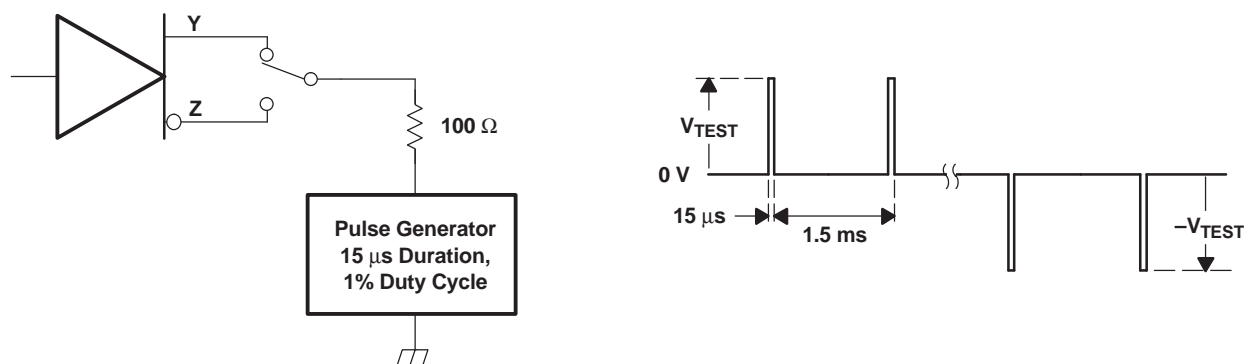 Y
Z
100 Ω
Pulse Generator
15 μs Duration,
1% Duty Cycle
VTEST
0 V
15 μs
1.5 ms
–VTEST